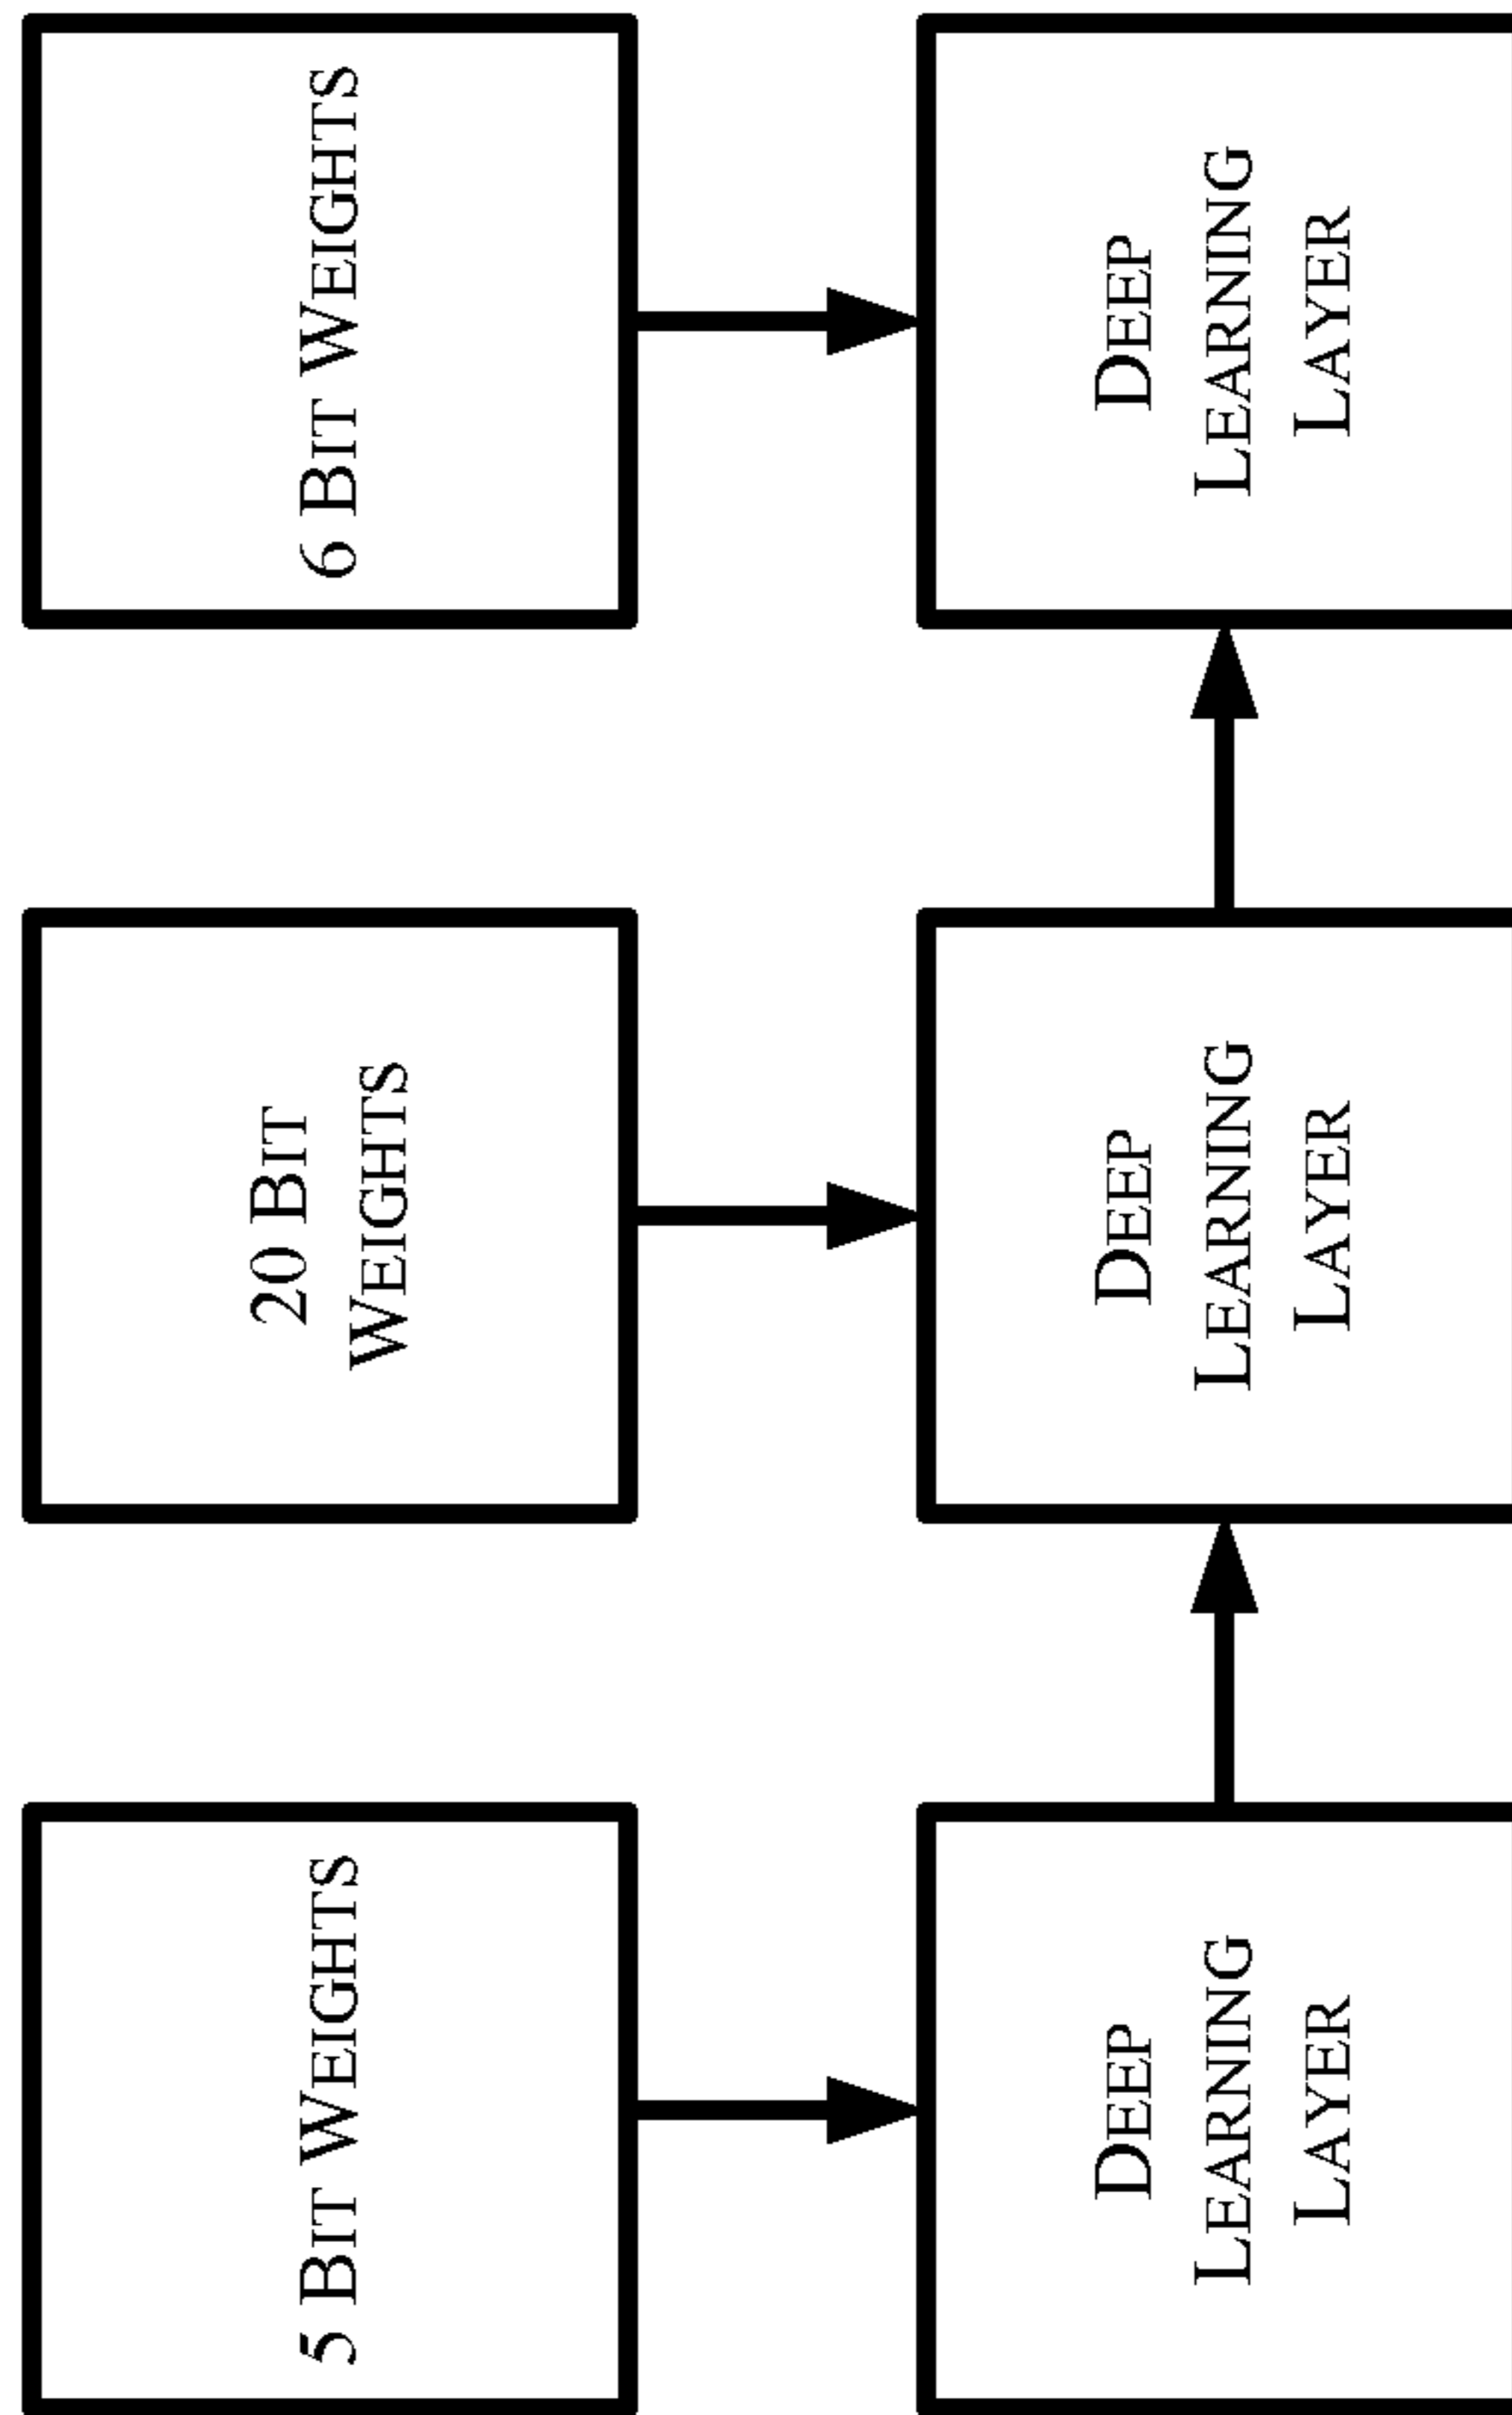 5 BIT WEIGHTS
20 BIT
WEIGHTS
6 BIT WEIGHTS
DEEP
LEARNING
LAYER
DEEP
LEARNING
LAYER
DEEP
LEARNING
LAYER